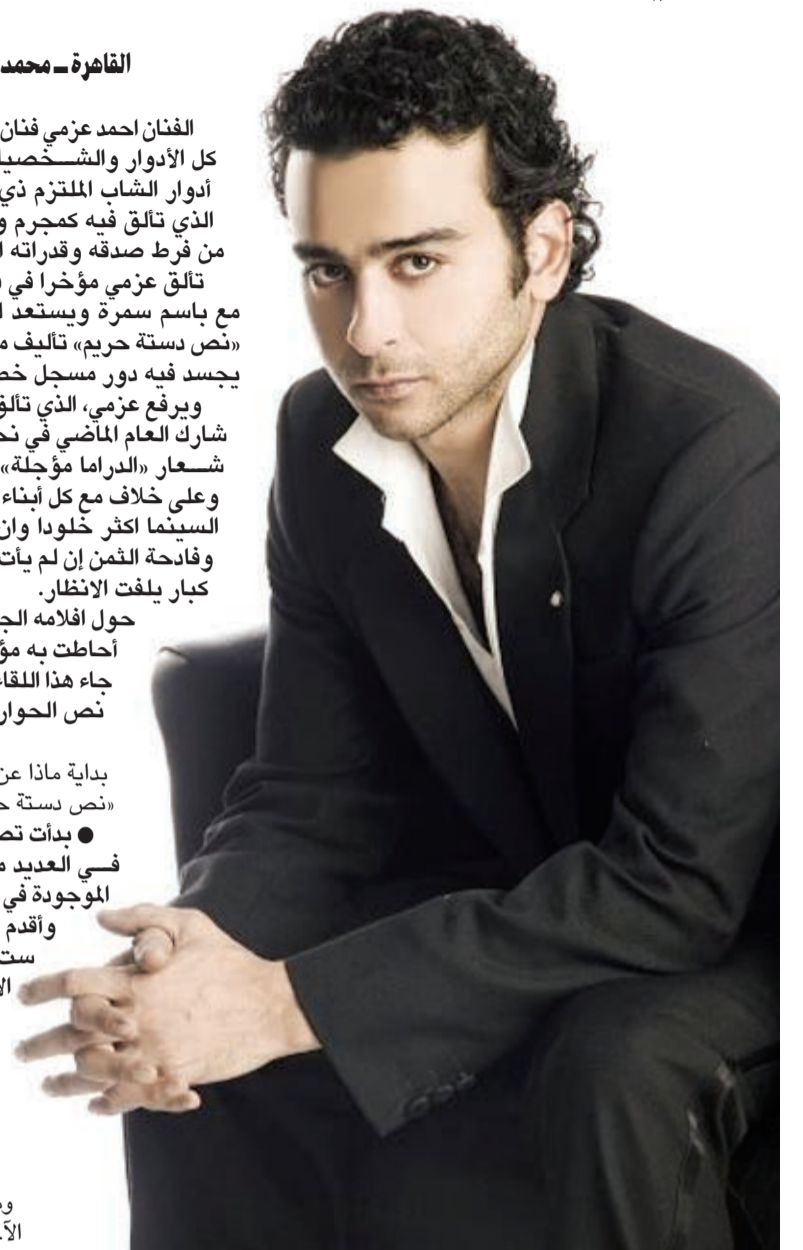 القاهرة ـ محمد
الفنان احمد عزمي فنان
كل الأدوار والشخصيا
أدوار الشاب الملتزم ذي
الذي تألق فيه كمجرم و
من فرط صدقه وقدراته ا
تألق عزمي مؤخرا في
مع باسم سمرة ويستعد ا
«نص دستة حريم» تأليف م
يجسد فيه دور مسجل خط
ويرفع عزمي، الذي تألق
شارك العام الماضي في نح
شعار «الدراما مؤجلة»
وعلى خلاف مع كل أبناء
السينما اكثر خلودا وان
وفادحة الثمن إن لم يأت
كبار يلفت الانظار.
حول افلامه الج
أحاطت به مؤ
جاء هذا اللقاء
نص الحوار
بداية ماذا عن
«نص دستة ح
● بدأت تص
في العديد م
الموجودة في
وأقدم
ست
الا
وه
الآ